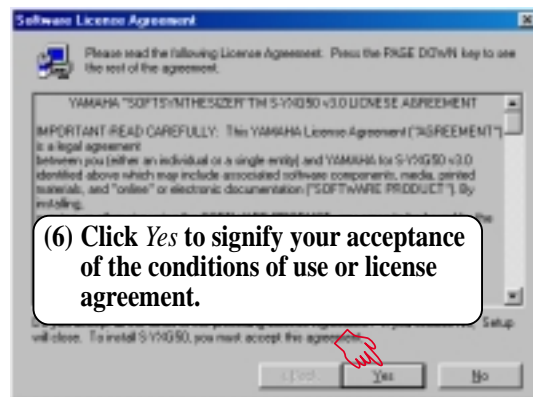 Software License Agreement
Please read the following License Agreement. Press the PAGE DOWN key to see
the rest of the agreement.
YAMAHA "SOFTSYNTHESIZER" TM S-YXG50 v3.0 LICNESE AGREEMENT
IMPORTANT-READ CAREFULLY: This YAMAHA License Agreement ("AGREEMENT")
is a legal agreement
between you (either an individual or a single entity) and YAMAHA for S-YXG50 v3.0
identified above which may include associated software components, media, printed
materials, and "online" or electronic documentation ("SOFTWARE PRODUCT"). By
installing,
(6) Click Yes to signify your acceptance
of the conditions of use or license
agreement.
Setup
will close. To install S-YXG50, you must accept this agreement.
< Back
Yes
No